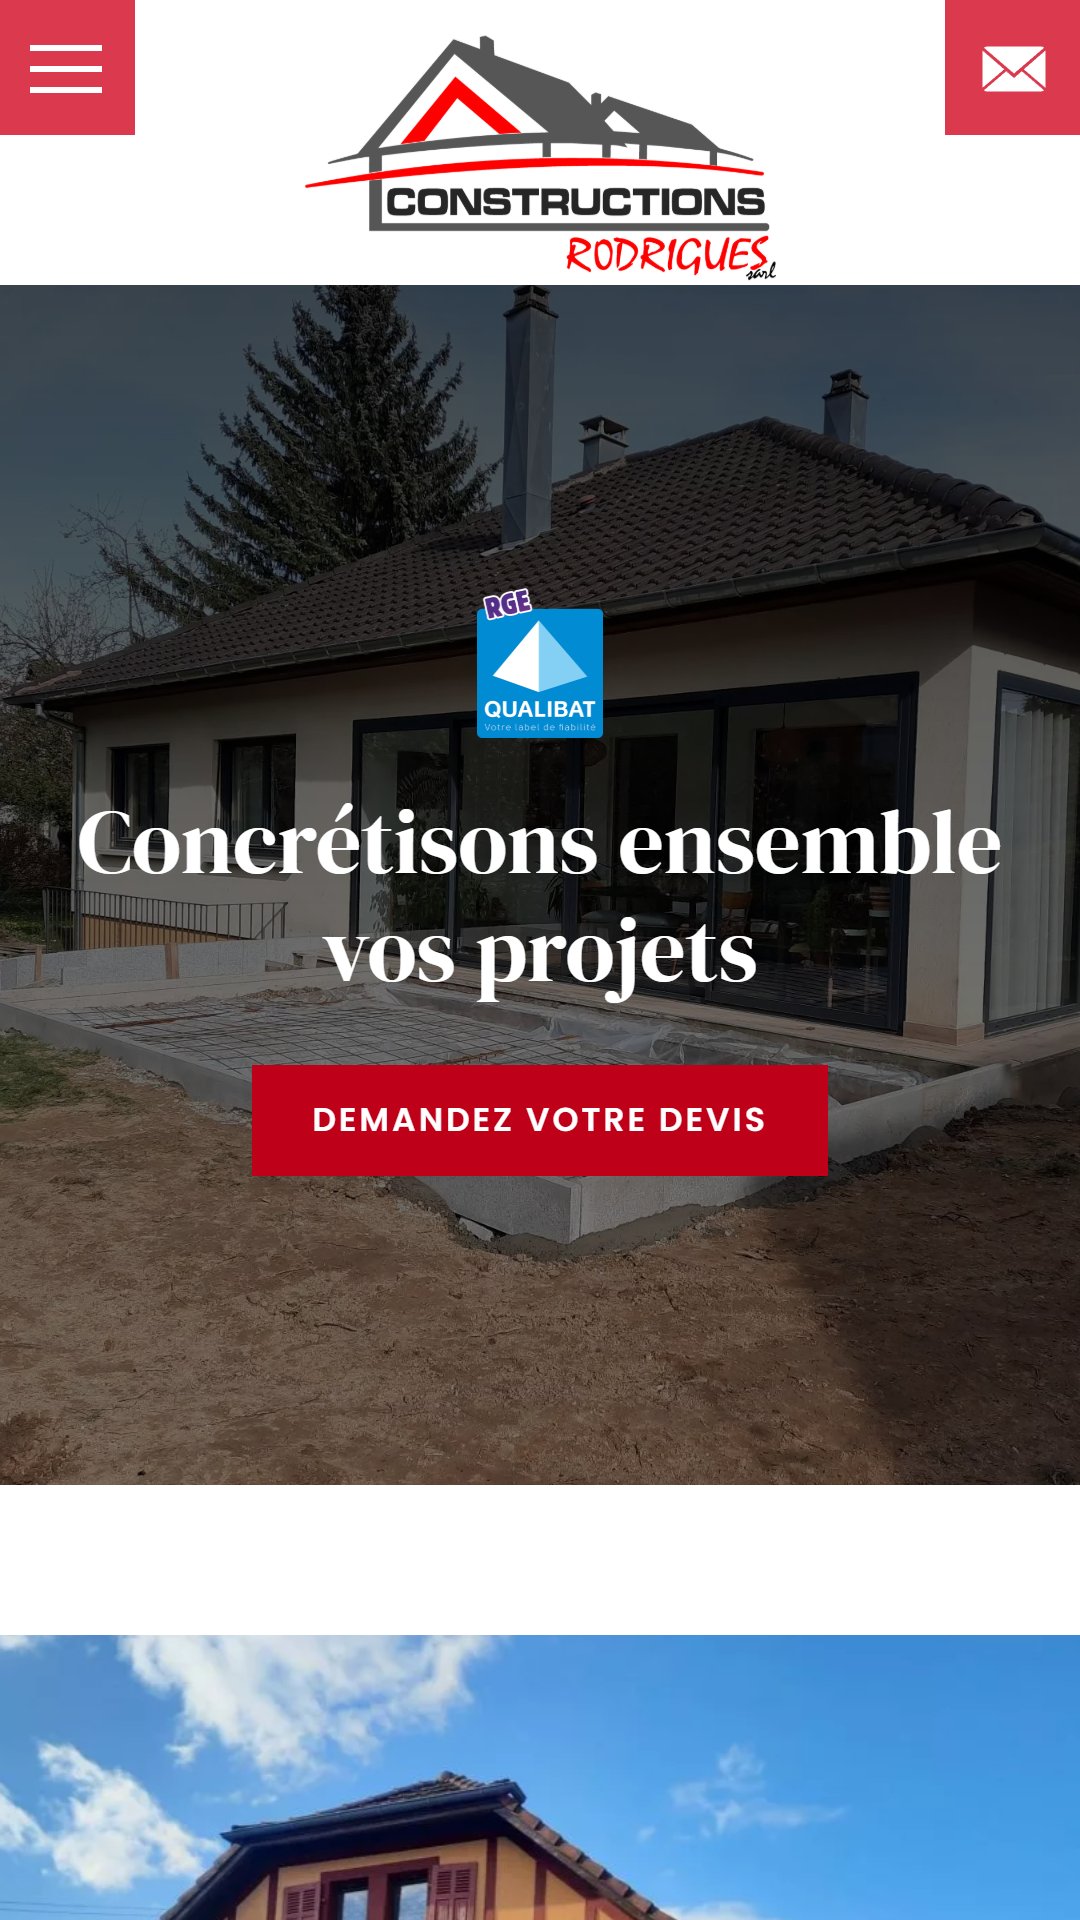 CONSTRUCTIONS
RODRIGUES
sarl
RGE
QUALIBAT
Votre label de fiabilité
Concrétisons ensemble
vos projets
DEMANDEZ VOTRE DEVIS